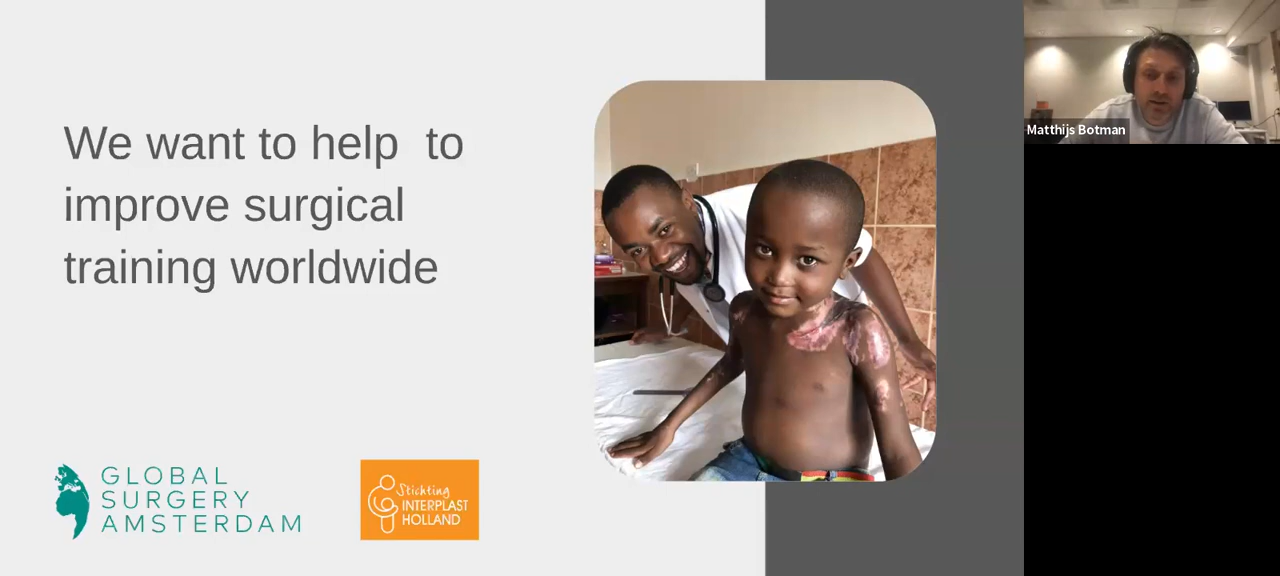 We want to help  to
improve surgical
training worldwide
Matthijs Botman
GLOBAL
SURGERY
AMSTERDAM
Stichting
INTERPLAST
HOLLAND